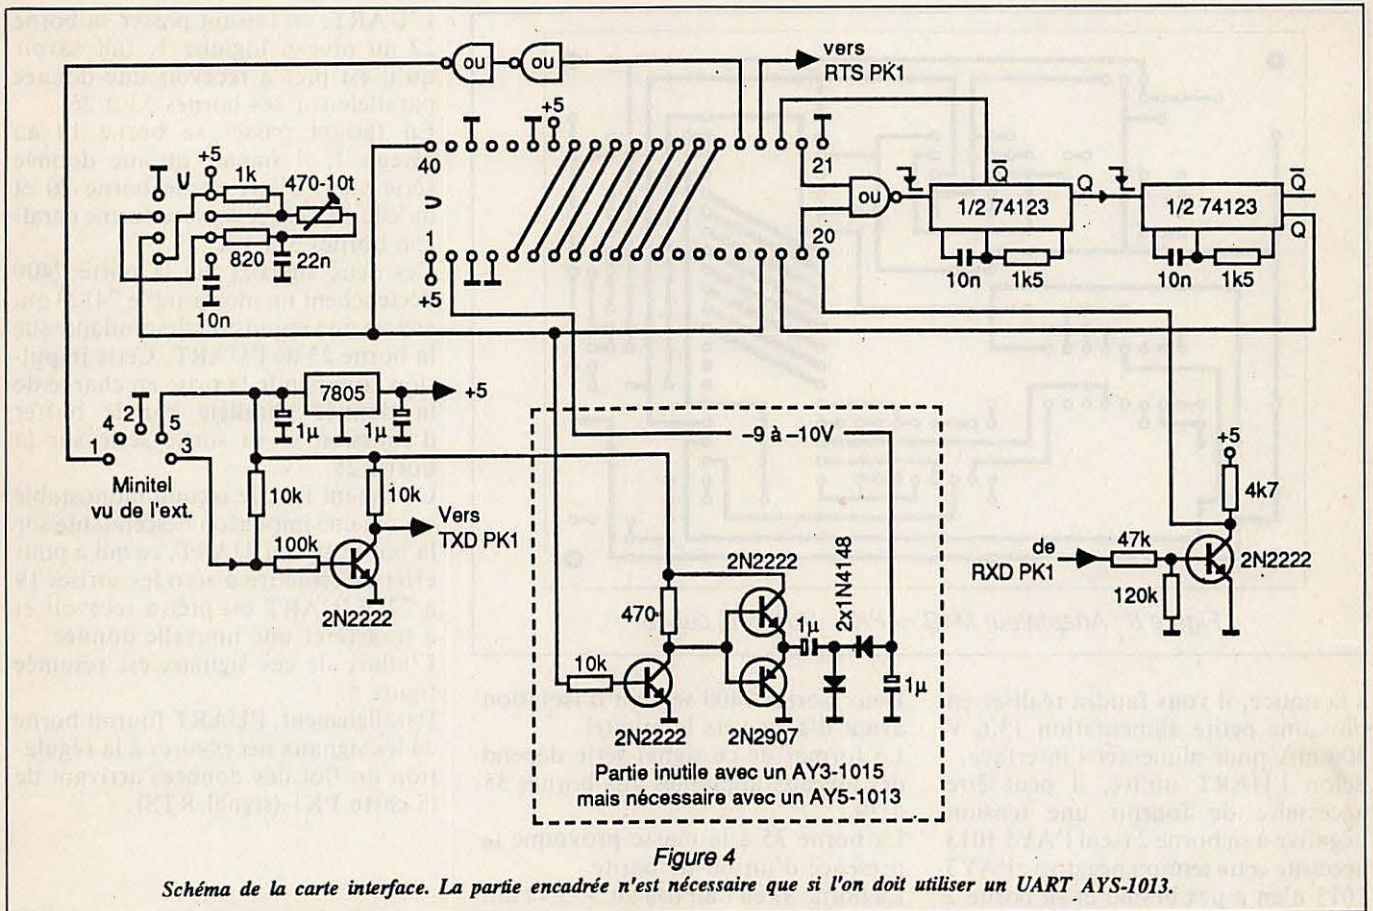 ou
ou
vers
RTS PK1
+5
40
21
20
1
U
+5
+5
1k
470-10t
U
820
22n
10n
ou
Q̅
1/2 74123
Q
10n
1k5
Q̅
1/2 74123
Q
10n
1k5
7805
+5
1µ
1µ
2
4
5
1
3
Minitel
vu de l'ext.
10k
10k
Vers
TXD PK1
100k
2N2222
–9 à –10V
2N2222
470
10k
1µ
2x1N4148
1µ
2N2222
2N2907
Partie inutile avec un AY3-1015
mais nécessaire avec un AY5-1013
+5
4k7
de
RXD PK1
47k
2N2222
120k
Figure 4
Schéma de la carte interface. La partie encadrée n'est nécessaire que si l'on doit utiliser un UART AYS-1013.